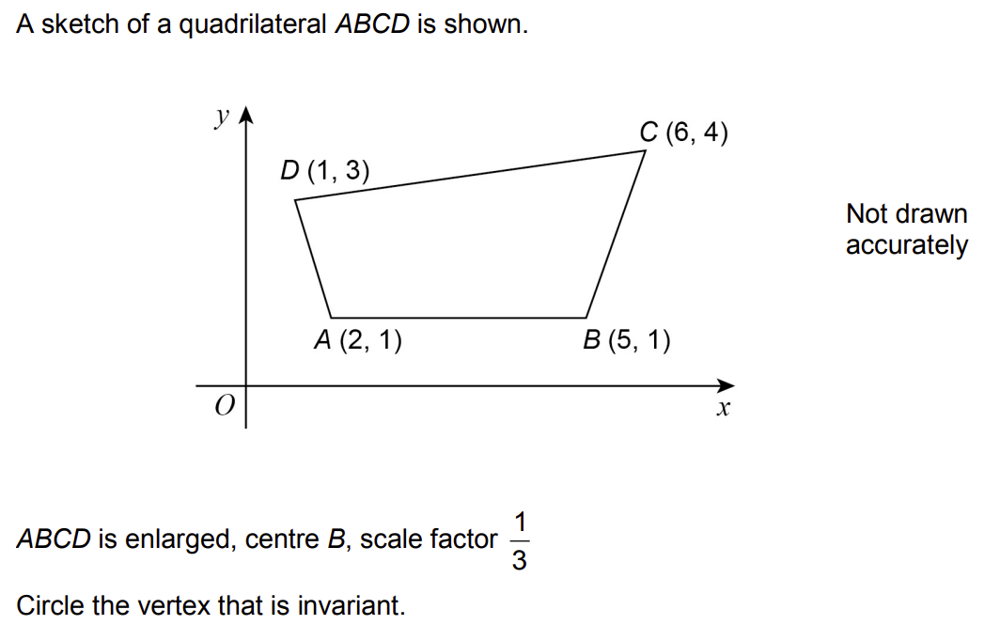 A sketch of a quadrilateral ABCD is shown.
y
C (6, 4)
D (1, 3)
Not drawn
accurately
A (2, 1)
B (5, 1)
O
x
ABCD is enlarged, centre B, scale factor 1/3
Circle the vertex that is invariant.